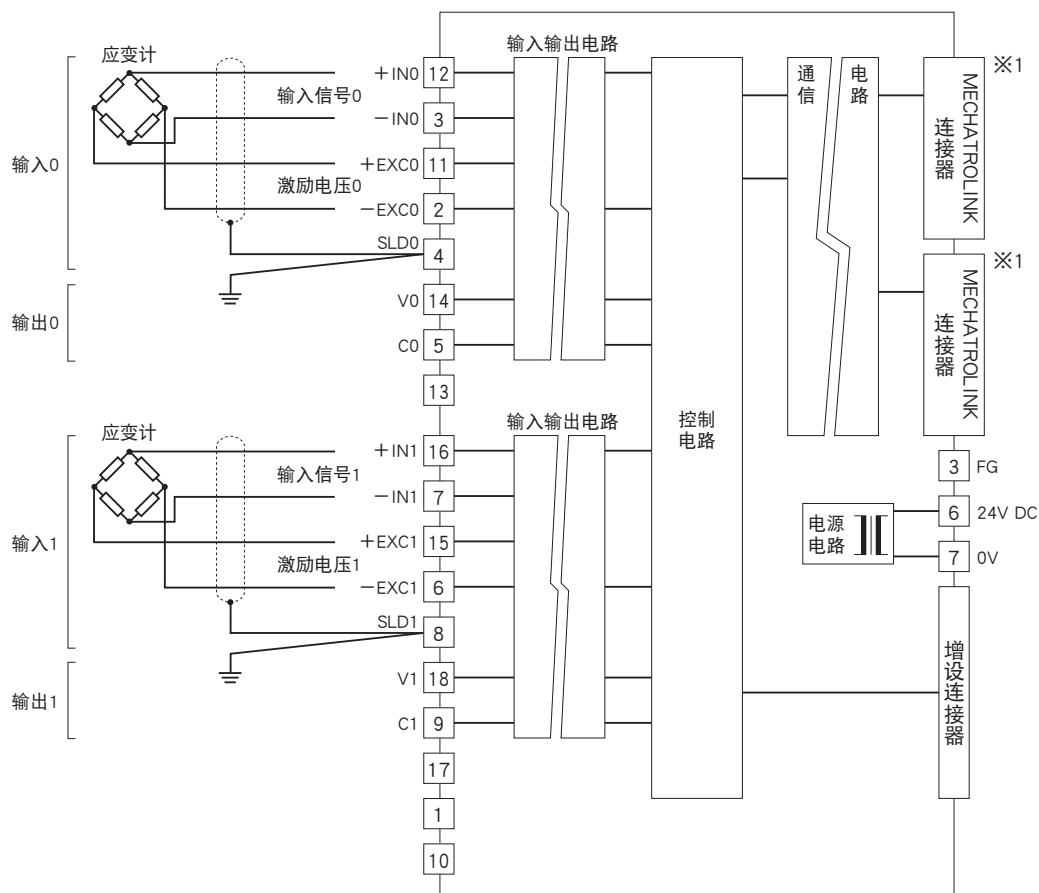 应变计
输入输出电路
输入0
输入信号0
激励电压0
+IN0 12
-IN0 3
+EXC0 11
-EXC0 2
SLD0 4
输出0
V0 14
C0 5
13
应变计
输入输出电路
输入1
输入信号1
激励电压1
+IN1 16
-IN1 7
+EXC1 15
-EXC1 6
SLD1 8
输出1
V1 18
C1 9
17
1
10
控制
电路
通信
电路
MECHATROLINK
连接器
※1
MECHATROLINK
连接器
※1
3 FG
电源
电路
6 24V DC
7 0V
增设连接器